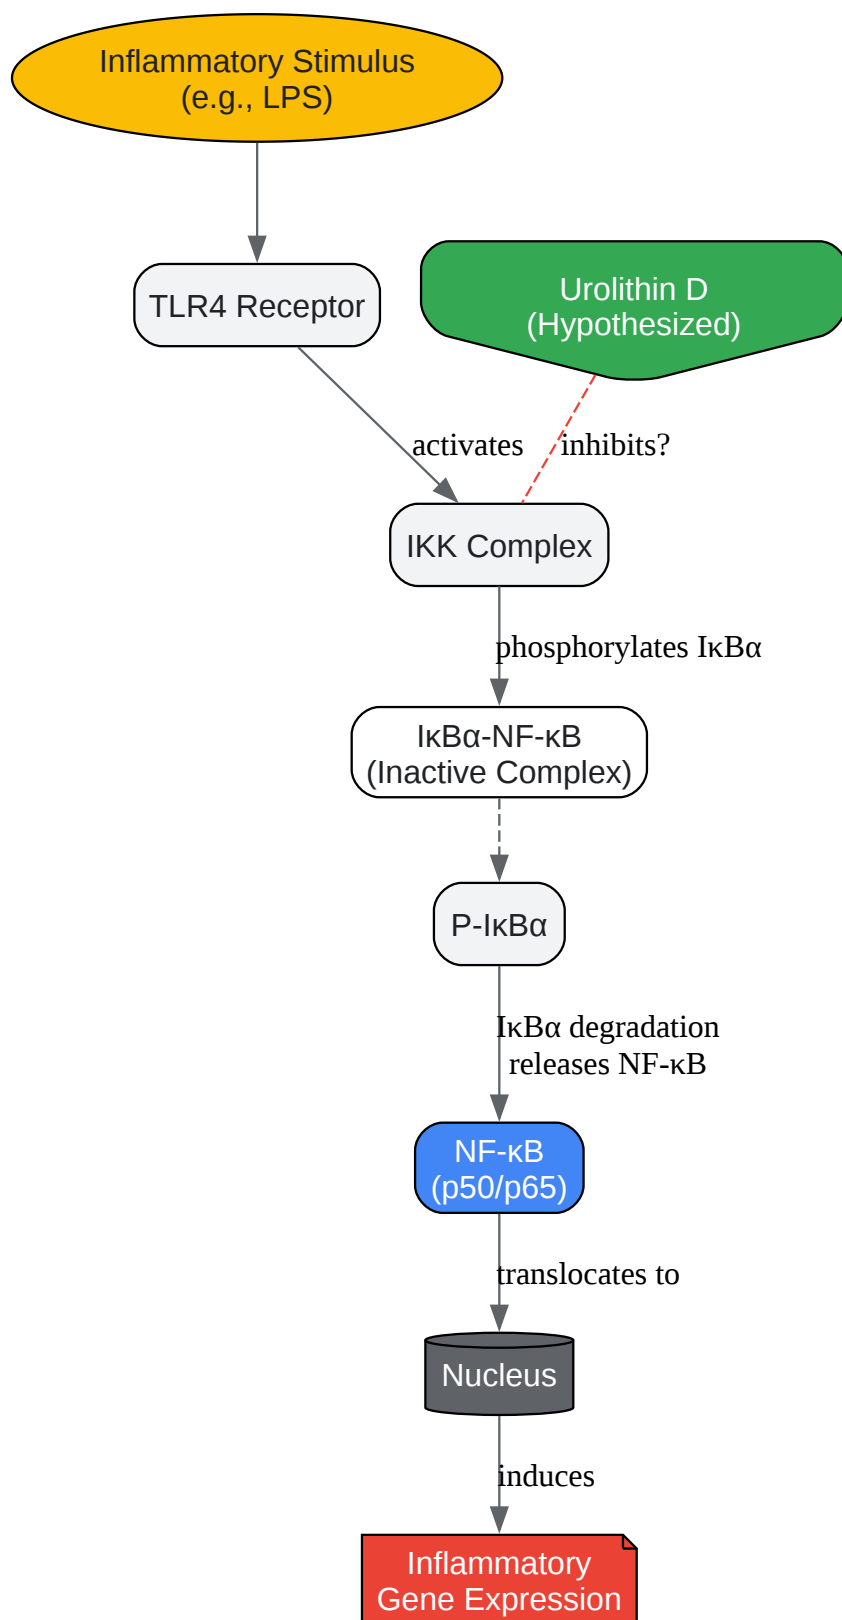 Inflammatory Stimulus
(e.g., LPS)
TLR4 Receptor
Urolithin D
(Hypothesized)
activates
inhibits?
IKK Complex
phosphorylates IκBα
IκBα-NF-κB
(Inactive Complex)
P-IκBα
IκBα degradation
releases NF-κB
NF-κB
(p50/p65)
translocates to
Nucleus
induces
Inflammatory
Gene Expression